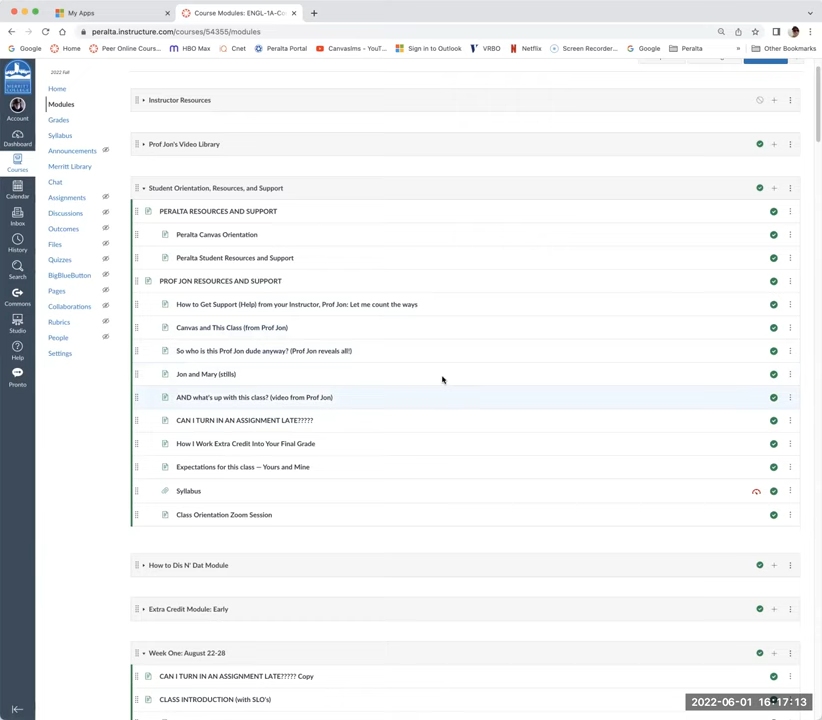 My Apps
Course Modules: ENGL-1A-Co
peralta.instructure.com/courses/54355/modules
Google
Home
Peer Online Cours...
HBO Max
Cnet
Peralta Portal
CanvasIms – YouT...
Sign in to Outlook
VRBO
Netflix
Screen Recorder...
Google
Peralta
»
Other Bookmarks
2022 Fall
Home
Modules
Grades
Syllabus
Announcements
Merritt Library
Chat
Assignments
Discussions
Outcomes
Files
Quizzes
BigBlueButton
Pages
Collaborations
Rubrics
People
Settings
Account
Dashboard
Courses
Calendar
Inbox
History
Search
Commons
Studio
Help
Pronto
Instructor Resources
Prof Jon's Video Library
Student Orientation, Resources, and Support
PERALTA RESOURCES AND SUPPORT
Peralta Canvas Orientation
Peralta Student Resources and Support
PROF JON RESOURCES AND SUPPORT
How to Get Support (Help) from your Instructor, Prof Jon: Let me count the ways
Canvas and This Class (from Prof Jon)
So who is this Prof Jon dude anyway? (Prof Jon reveals all!)
Jon and Mary (stills)
AND what's up with this class? (video from Prof Jon)
CAN I TURN IN AN ASSIGNMENT LATE?????
How I Work Extra Credit Into Your Final Grade
Expectations for this class — Yours and Mine
Syllabus
Class Orientation Zoom Session
How to Dis N' Dat Module
Extra Credit Module: Early
Week One: August 22-28
CAN I TURN IN AN ASSIGNMENT LATE????? Copy
CLASS INTRODUCTION (with SLO's)
2022-06-01 16:17:13